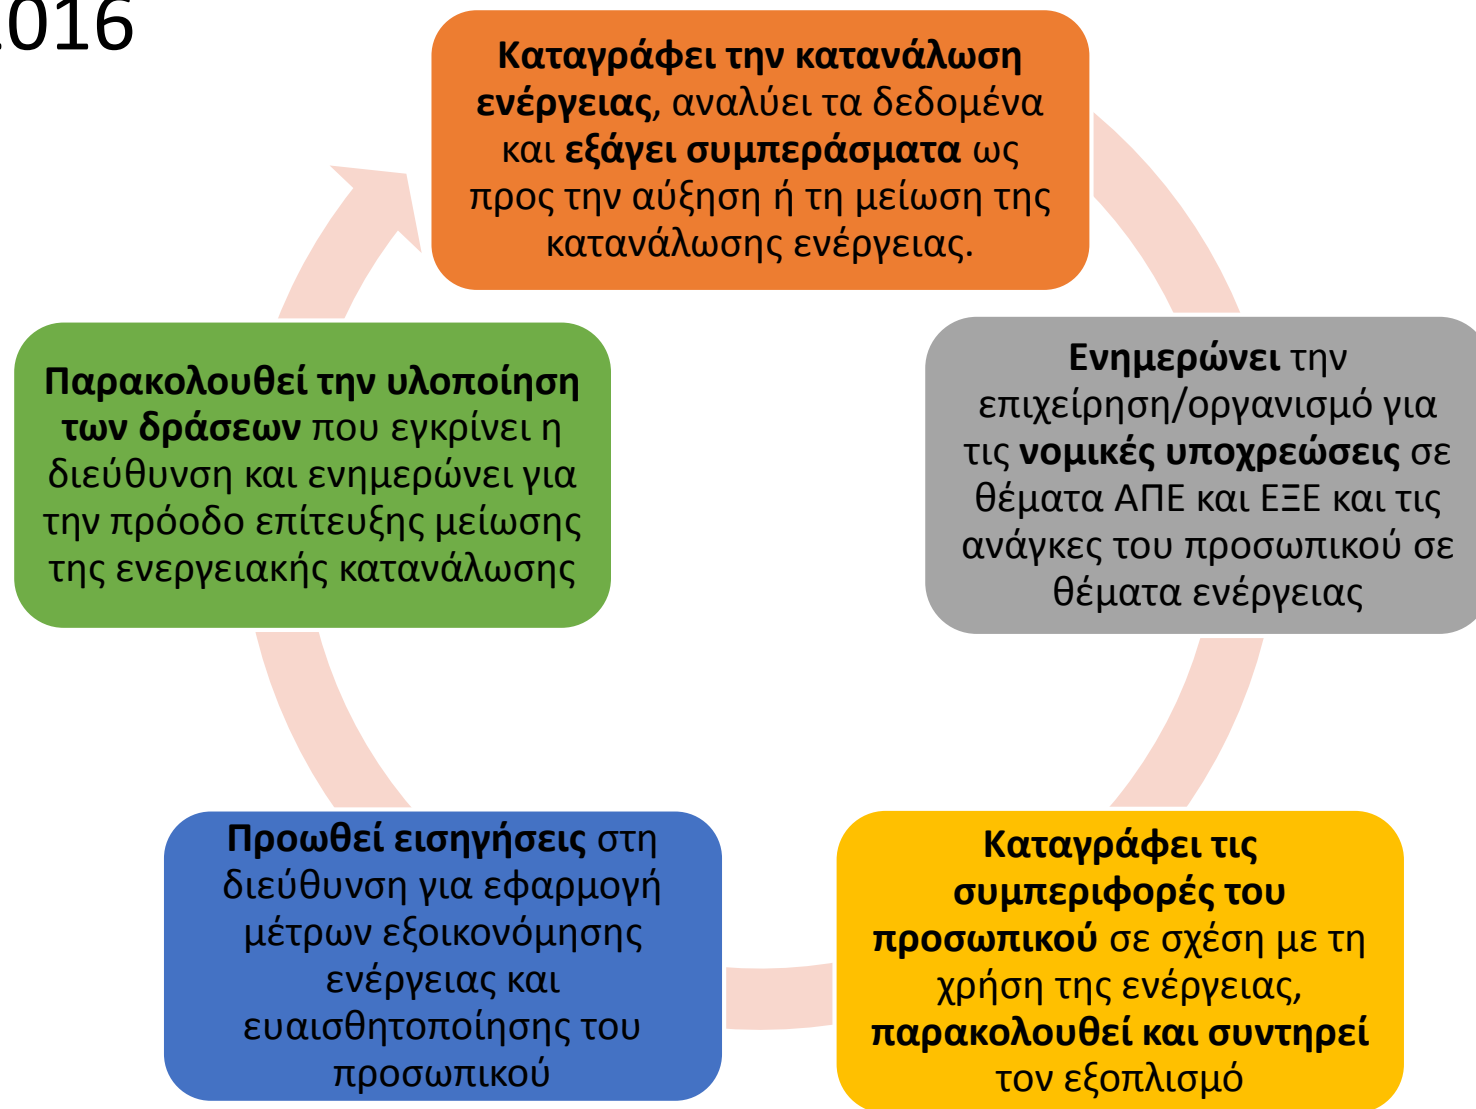 2016
Καταγράφει την κατανάλωση
ενέργειας, αναλύει τα δεδομένα
και εξάγει συμπεράσματα ως
προς την αύξηση ή τη μείωση της
κατανάλωσης ενέργειας.
Ενημερώνει την
επιχείρηση/οργανισμό για
τις νομικές υποχρεώσεις σε
θέματα ΑΠΕ και ΕΞΕ και τις
ανάγκες του προσωπικού σε
θέματα ενέργειας
Καταγράφει τις
συμπεριφορές του
προσωπικού σε σχέση με τη
χρήση της ενέργειας,
παρακολουθεί και συντηρεί
τον εξοπλισμό
Προωθεί εισηγήσεις στη
διεύθυνση για εφαρμογή
μέτρων εξοικονόμησης
ενέργειας και
ευαισθητοποίησης του
προσωπικού
Παρακολουθεί την υλοποίηση
των δράσεων που εγκρίνει η
διεύθυνση και ενημερώνει για
την πρόοδο επίτευξης μείωσης
της ενεργειακής κατανάλωσης